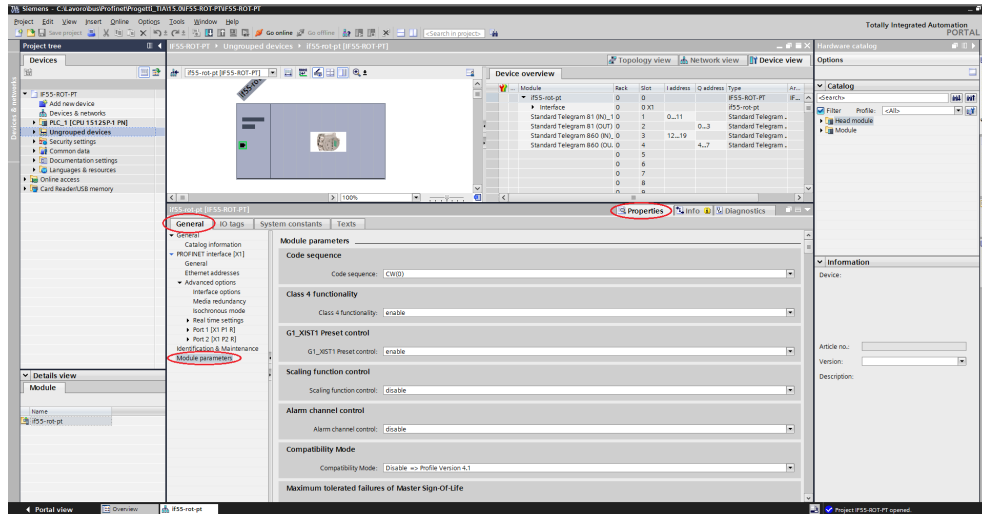 Siemens - C:\Lavoro\bus\Profinet\Progetti_TIA\15.0\IF55-ROT-PT\IF55-ROT-PT
Project Edit View Insert Online Options Tools Window Help
Totally Integrated Automation
PORTAL
Save project Go online Go offline <Search in project>
Project tree
IF55-ROT-PT Ungrouped devices if55-rot-pt [IF55-ROT-PT]
Hardware catalog
Devices
Topology view Network view Device view
Options
if55-rot-pt [IF55-ROT-PT]
Device overview
Module Rack Slot I address Q address Type Ar...
if55-rot-pt 0 0 IF55-ROT-PT IF...
Interface 0 0 X1 if55-rot-pt
Standard Telegram 81 (IN)_1 0 1 0...11 Standard Telegram .
Standard Telegram 81 (OUT) 0 2 0...3 Standard Telegram .
Standard Telegram 860 (IN)_ 0 3 12...19 Standard Telegram .
Standard Telegram 860 (OU. 0 4 4...7 Standard Telegram .
0 5
0 6
0 7
0 8
0 9
IF55-ROT-PT
Add new device
Devices & networks
PLC_1 [CPU 1512SP-1 PN]
Ungrouped devices
Security settings
Common data
Documentation settings
Languages & resources
Online access
Card Reader/USB memory
Devices & networks
IF55-RO
100%
Catalog
<Search>
Filter Profile: <All>
Head module
Module
if55-rot-pt [IF55-ROT-PT]
Properties Info Diagnostics
General IO tags System constants Texts
General
Catalog information
PROFINET interface [X1]
General
Ethernet addresses
Advanced options
Interface options
Media redundancy
Isochronous mode
Real time settings
Port 1 [X1 P1 R]
Port 2 [X1 P2 R]
Identification & Maintenance
Module parameters
Module parameters
Code sequence
Code sequence: CW(0)
Class 4 functionality
Class 4 functionality: enable
G1_XIST1 Preset control
G1_XIST1 Preset control: enable
Scaling function control
Scaling function control: disable
Alarm channel control
Alarm channel control: disable
Compatibility Mode
Compatibility Mode: Disable => Profile Version 4.1
Maximum tolerated failures of Master Sign-Of-Life
Information
Device:
Article no.:
Version:
Description:
Details view
Module
Name
if55-rot-pt
Portal view Overview if55-rot-pt
Project IF55-ROT-PT opened.